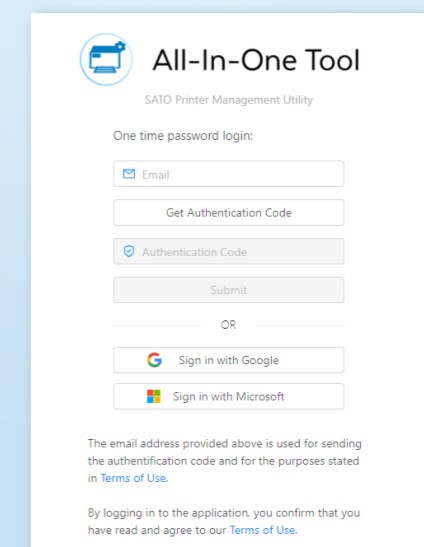 All-In-One Tool
SATO Printer Management Utility
One time password login:
Email
Get Authentication Code
Authentication Code
Submit
OR
Sign in with Google
Sign in with Microsoft
The email address provided above is used for sending
the authentification code and for the purposes stated
in Terms of Use.
By logging in to the application, you confirm that you
have read and agree to our Terms of Use.